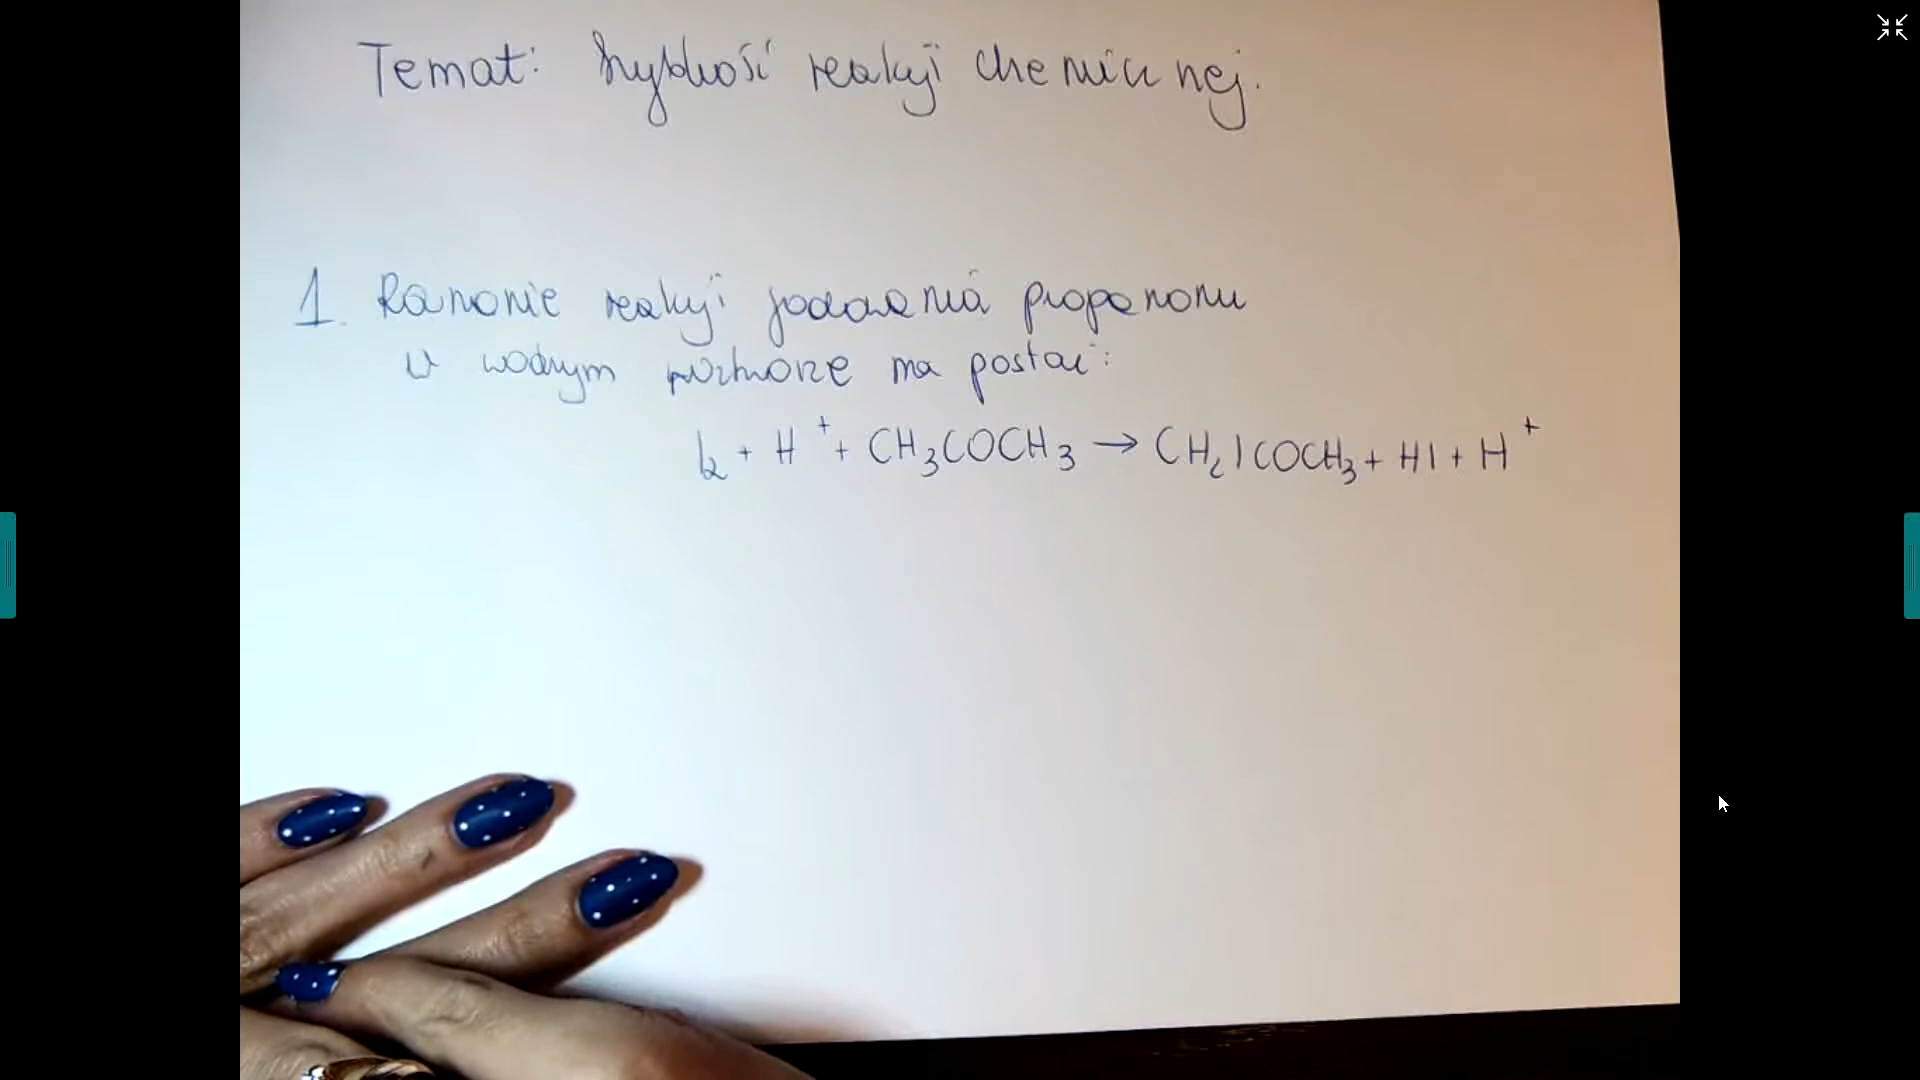 Temat: Szybkość reakcji chemicznej.
1. Równanie reakcji jodowania propanonu
w wodnym roztworze ma postać:
I₂ + H⁺ + CH₃COCH₃ → CH₂ICOCH₃ + HI + H⁺